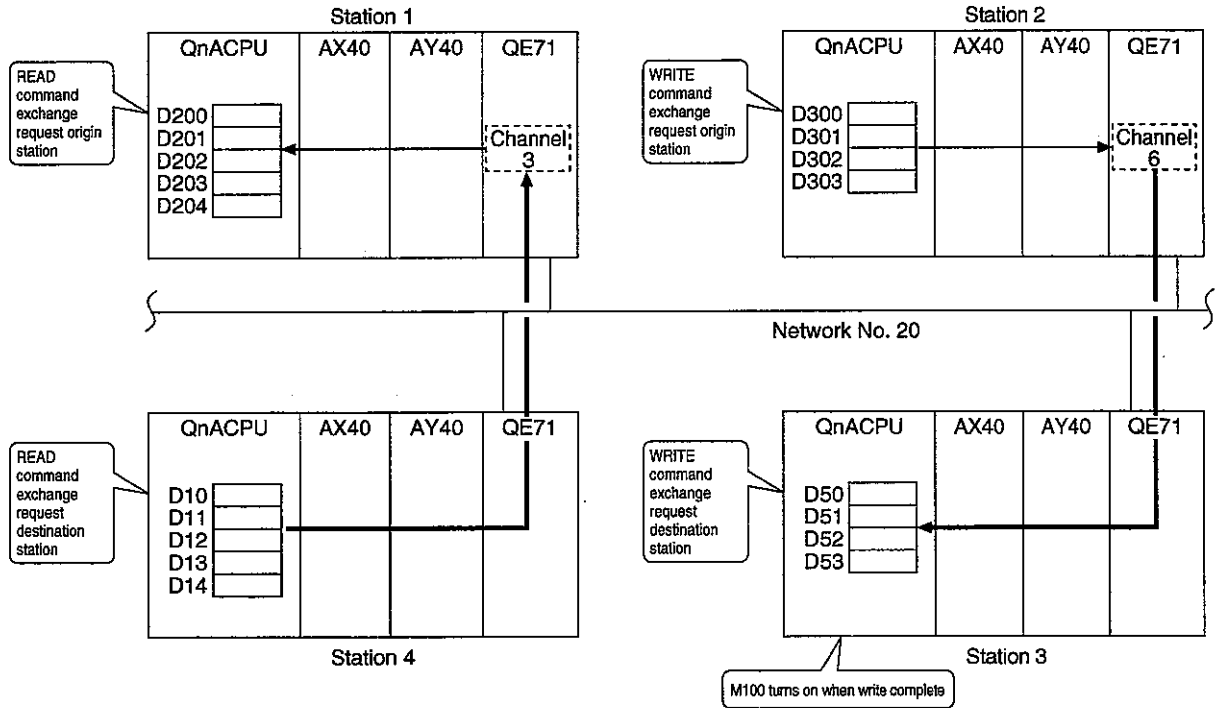 Station 1
QnACPU AX40 AY40 QE71
READ
command
exchange
request origin
station
D200
D201
D202
D203
D204
Channel
3
Station 2
QnACPU AX40 AY40 QE71
WRITE
command
exchange
request origin
station
D300
D301
D302
D303
Channel
6
Network No. 20
QnACPU AX40 AY40 QE71
READ
command
exchange
request
destination
station
D10
D11
D12
D13
D14
Station 4
QnACPU AX40 AY40 QE71
WRITE
command
exchange
request
destination
station
D50
D51
D52
D53
Station 3
M100 turns on when write complete